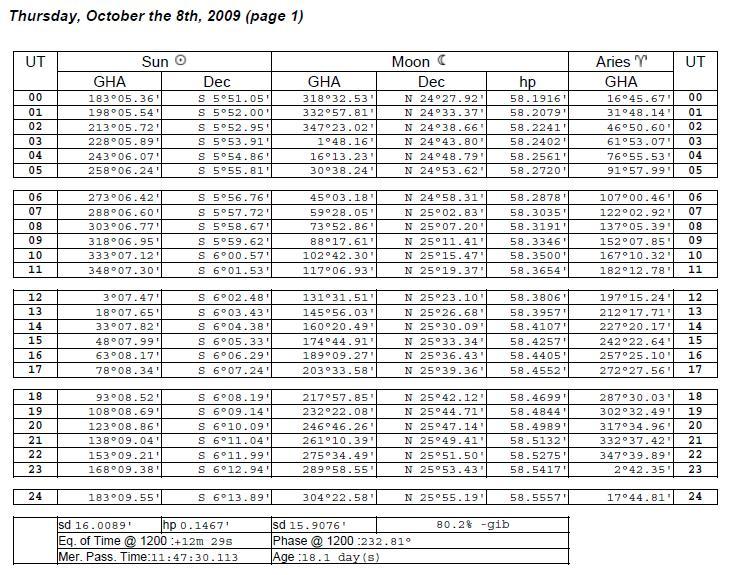 Thursday, October the 8th, 2009 (page 1)
UT Sun ☉ Moon ☾ Aries ♈ UT
GHA Dec GHA Dec hp GHA
00 183°05.36' S 5°51.05' 318°32.53' N 24°27.92' 58.1916' 16°45.67' 00
01 198°05.54' S 5°52.00' 332°57.81' N 24°33.37' 58.2079' 31°48.14' 01
02 213°05.72' S 5°52.95' 347°23.02' N 24°38.66' 58.2241' 46°50.60' 02
03 228°05.89' S 5°53.91' 1°48.16' N 24°43.80' 58.2402' 61°53.07' 03
04 243°06.07' S 5°54.86' 16°13.23' N 24°48.79' 58.2561' 76°55.53' 04
05 258°06.24' S 5°55.81' 30°38.24' N 24°53.62' 58.2720' 91°57.99' 05
06 273°06.42' S 5°56.76' 45°03.18' N 24°58.31' 58.2878' 107°00.46' 06
07 288°06.60' S 5°57.72' 59°28.05' N 25°02.83' 58.3035' 122°02.92' 07
08 303°06.77' S 5°58.67' 73°52.86' N 25°07.20' 58.3191' 137°05.39' 08
09 318°06.95' S 5°59.62' 88°17.61' N 25°11.41' 58.3346' 152°07.85' 09
10 333°07.12' S 6°00.57' 102°42.30' N 25°15.47' 58.3500' 167°10.32' 10
11 348°07.30' S 6°01.53' 117°06.93' N 25°19.37' 58.3654' 182°12.78' 11
12 3°07.47' S 6°02.48' 131°31.51' N 25°23.10' 58.3806' 197°15.24' 12
13 18°07.65' S 6°03.43' 145°56.03' N 25°26.68' 58.3957' 212°17.71' 13
14 33°07.82' S 6°04.38' 160°20.49' N 25°30.09' 58.4107' 227°20.17' 14
15 48°07.99' S 6°05.33' 174°44.91' N 25°33.34' 58.4257' 242°22.64' 15
16 63°08.17' S 6°06.29' 189°09.27' N 25°36.43' 58.4405' 257°25.10' 16
17 78°08.34' S 6°07.24' 203°33.58' N 25°39.36' 58.4552' 272°27.56' 17
18 93°08.52' S 6°08.19' 217°57.85' N 25°42.12' 58.4699' 287°30.03' 18
19 108°08.69' S 6°09.14' 232°22.08' N 25°44.71' 58.4844' 302°32.49' 19
20 123°08.86' S 6°10.09' 246°46.26' N 25°47.14' 58.4989' 317°34.96' 20
21 138°09.04' S 6°11.04' 261°10.39' N 25°49.41' 58.5132' 332°37.42' 21
22 153°09.21' S 6°11.99' 275°34.49' N 25°51.50' 58.5275' 347°39.89' 22
23 168°09.38' S 6°12.94' 289°58.55' N 25°53.43' 58.5417' 2°42.35' 23
24 183°09.55' S 6°13.89' 304°22.58' N 25°55.19' 58.5557' 17°44.81' 24
sd 16.0089' hp 0.1467' sd 15.9076' 80.2% -gib
Eq. of Time @ 1200 :+12m 29s Phase @ 1200 :232.81°
Mer. Pass. Time:11:47:30.113 Age :18.1 day(s)